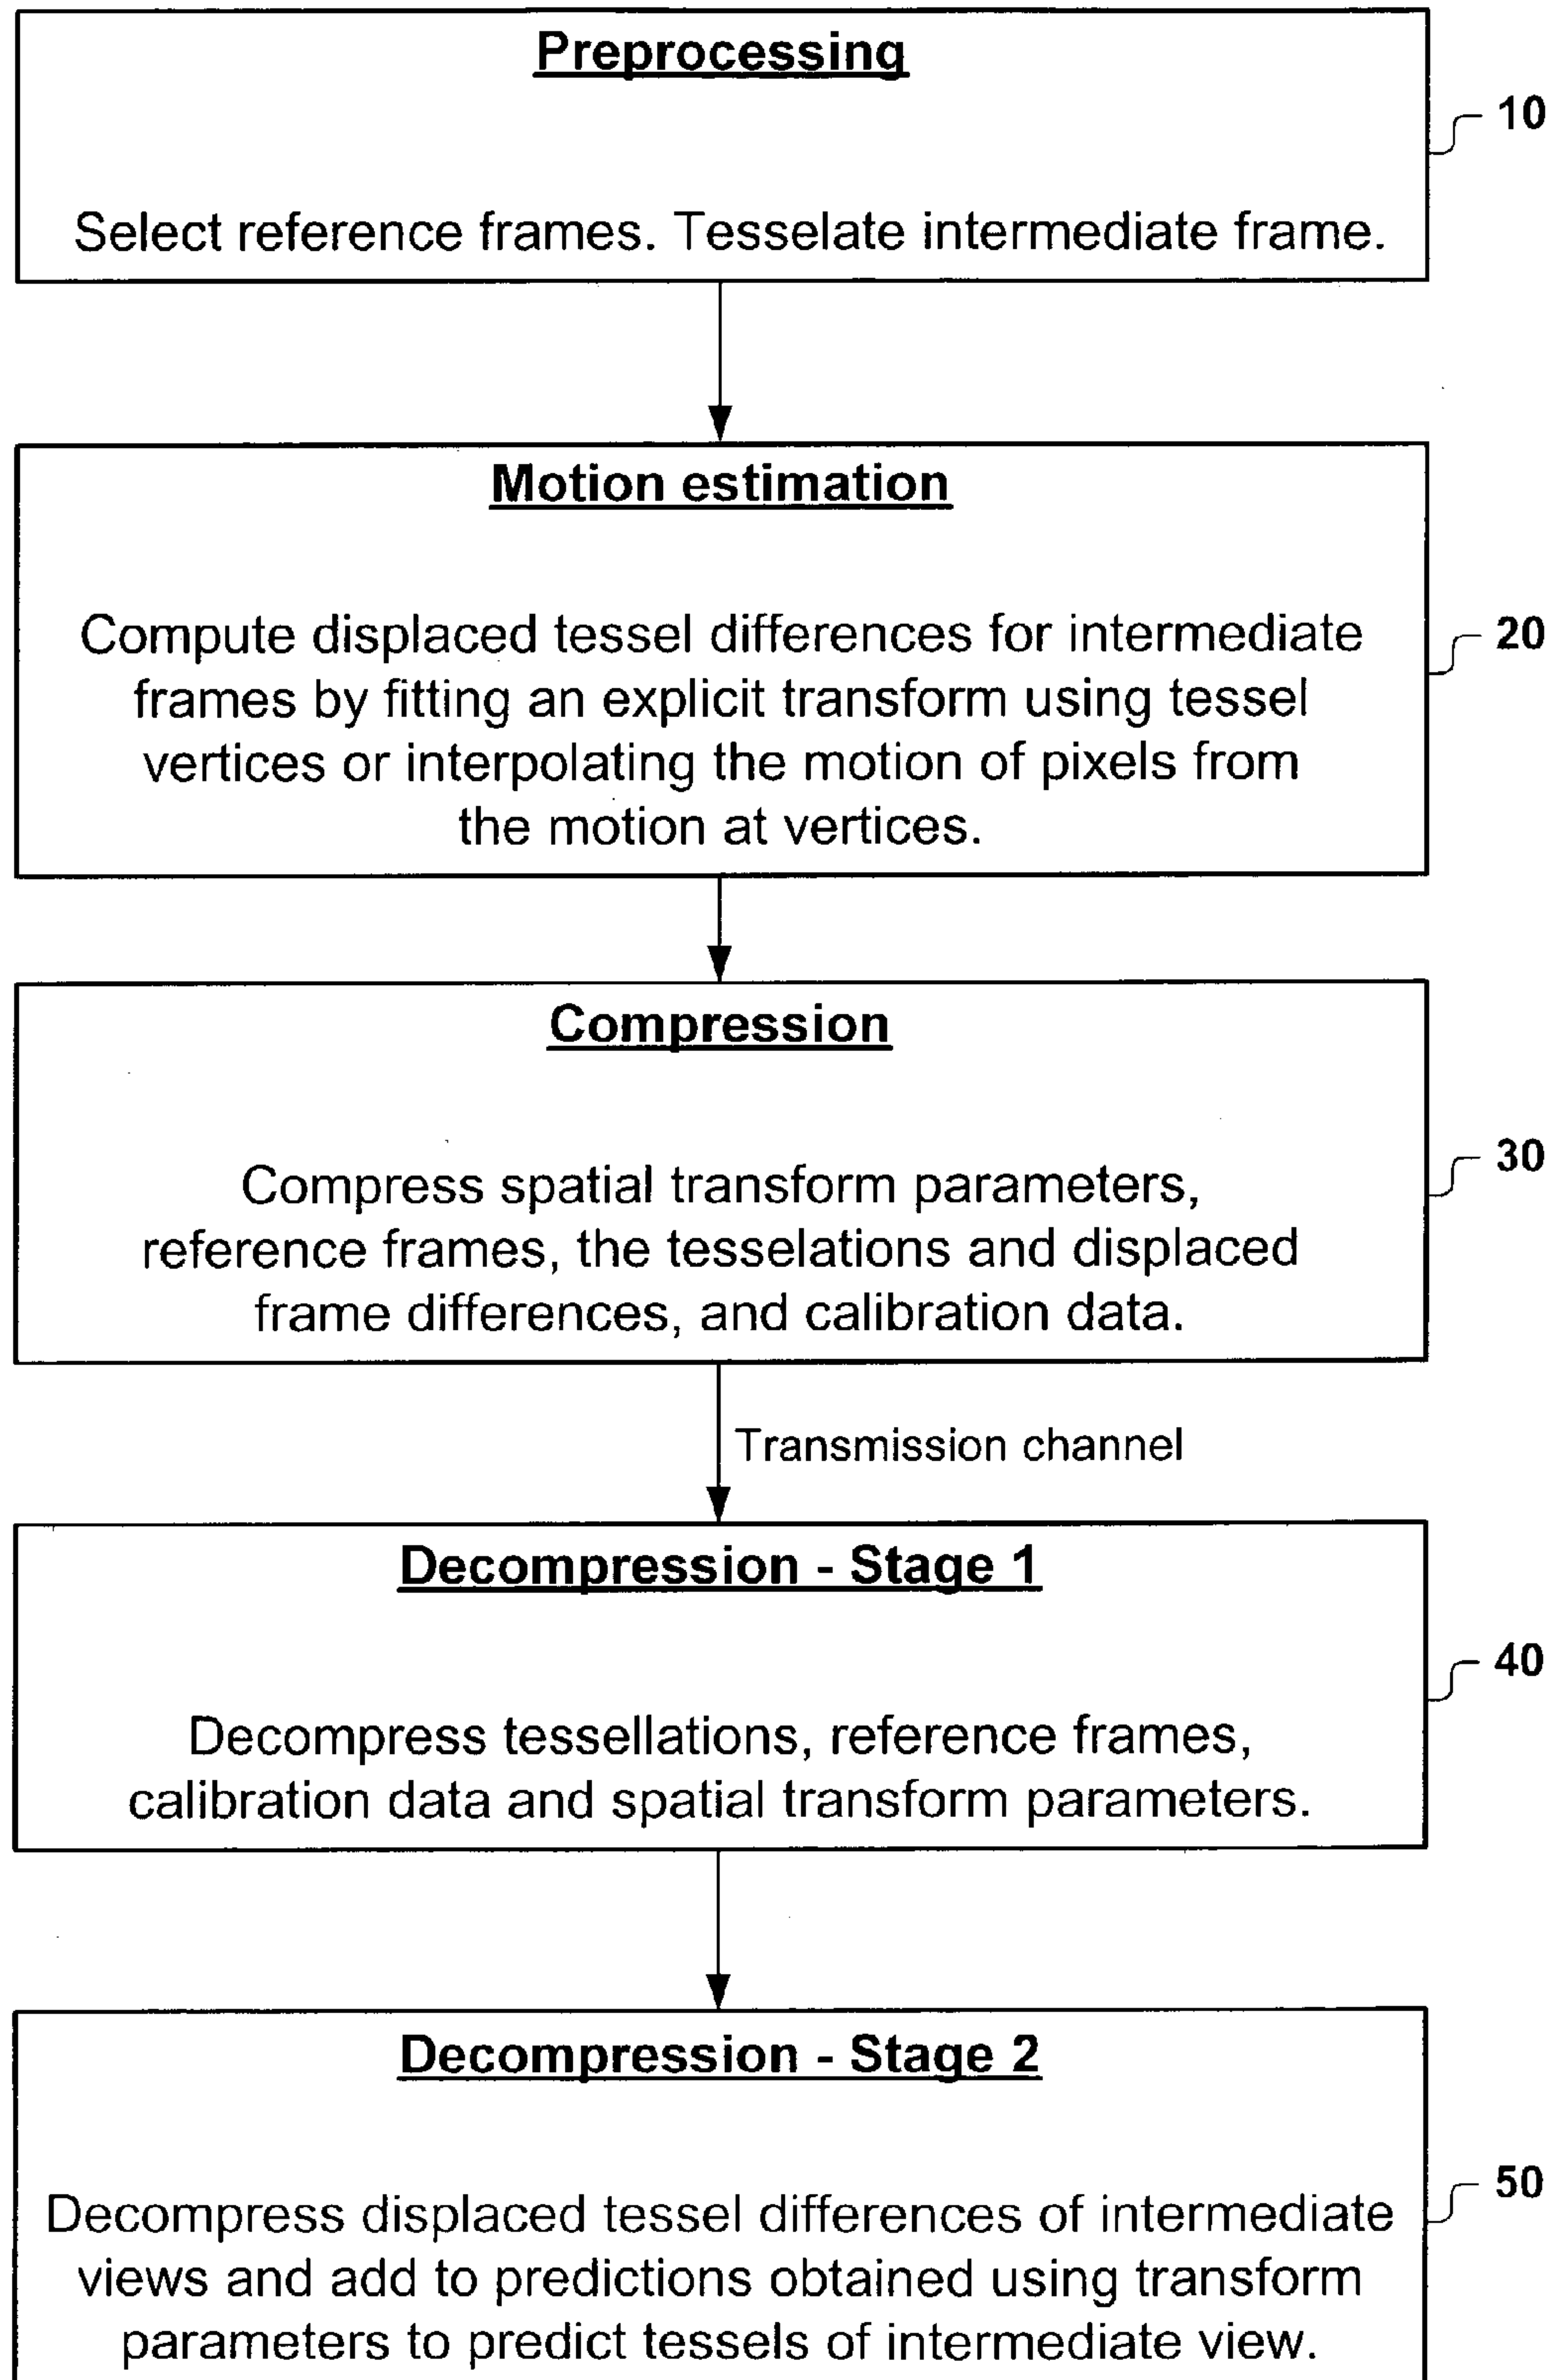 Preprocessing
10
Select reference frames. Tesselate intermediate frame.
Motion estimation
Compute displaced tessel differences for intermediate
20
frames by fitting an explicit transform using tessel
vertices or interpolating the motion of pixels from
the motion at vertices.
Compression
30
Compress spatial transform parameters,
reference frames, the tesselations and displaced
frame differences, and calibration data.
Transmission channel
Decompression - Stage 1
40
Decompress tessellations, reference frames,
calibration data and spatial transform parameters.
Decompression - Stage 2
50
Decompress displaced tessel differences of intermediate
views and add to predictions obtained using transform
parameters to predict tessels of intermediate view.